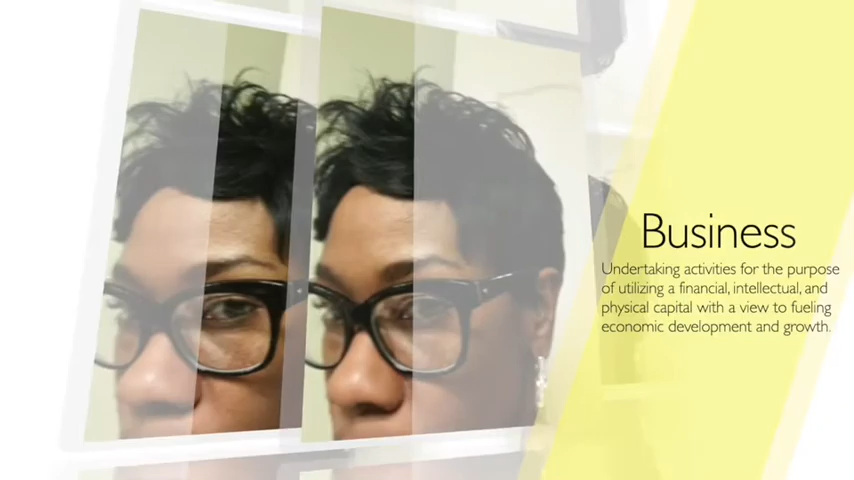 Business
Undertaking activities for the purpose
of utilizing a financial, intellectual, and
physical capital with a view to fueling
economic development and growth.